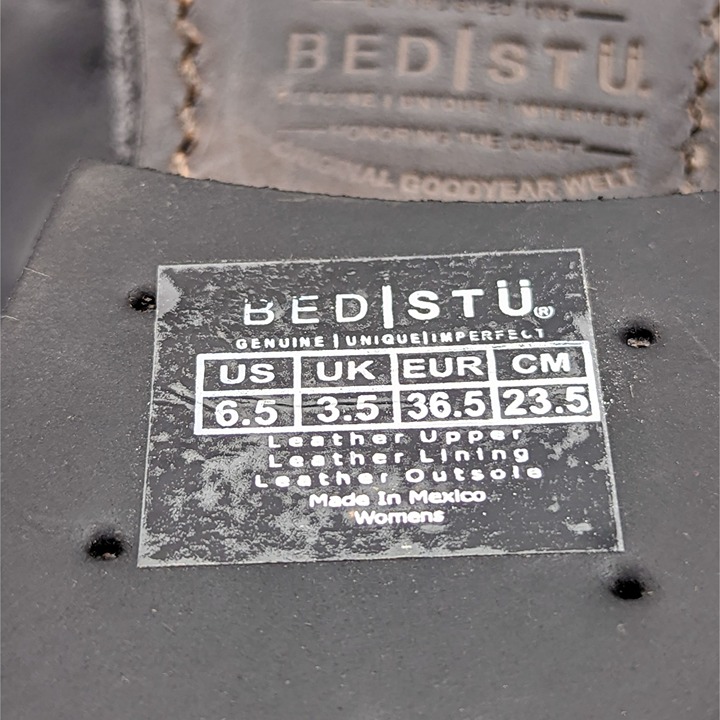 BED|STÜ
GENUINE | UNIQUE | IMPERFECT
HONORING THE CRAFT
ORIGINAL GOODYEAR WELT
BED|STÜ®
GENUINE | UNIQUE | IMPERFECT
US UK EUR CM
6.5 3.5 36.5 23.5
Leather Upper
Leather Lining
Leather Outsole
Made In Mexico
Womens